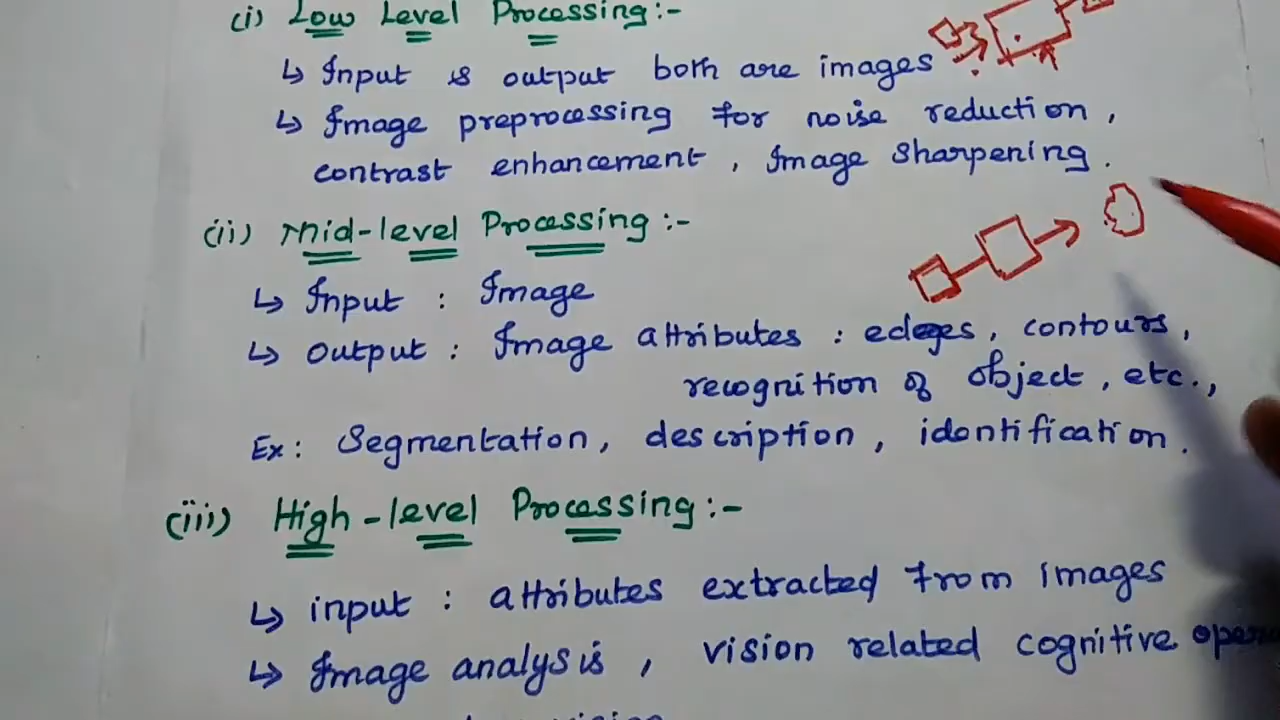 (i) Low Level Processing:-
↳ Input is output both are images
↳ Image preprocessing for noise reduction,
contrast enhancement, Image sharpening.
(ii) Mid-level Processing:-
↳ Input : Image
↳ Output : Image attributes : edeges, contours,
recognition of object, etc.,
Ex: Segmentation, description, identification.
(iii) High-level Processing:-
↳ input : attributes extracted from images
↳ Image analysis, vision related cognitive